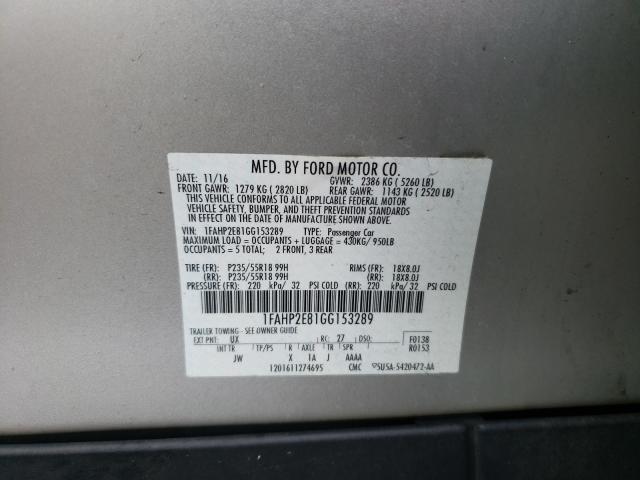 MFD. BY FORD MOTOR CO.
DATE: 11/16 GVWR: 2386 KG ( 5260 LB)
FRONT GAWR: 1279 KG ( 2820 LB) REAR GAWR: 1143 KG ( 2520 LB)
THIS VEHICLE CONFORMS TO ALL APPLICABLE FEDERAL MOTOR
VEHICLE SAFETY, BUMPER, AND THEFT PREVENTION STANDARDS
IN EFFECT ON THE DATE OF MANUFACTURE SHOWN ABOVE.
VIN: 1FAHP2E81GG153289 TYPE: Passenger Car
MAXIMUM LOAD = OCCUPANTS + LUGGAGE = 430KG/ 950LB
OCCUPANTS = 5 TOTAL; 2 FRONT, 3 REAR
TIRE (FR): P235/55R18 99H RIMS (FR): 18X8.0J
(RR): P235/55R18 99H (RR): 18X8.0J
PRESSURE (FR): 220 kPa/ 32 PSI COLD (RR): 220 kPa/ 32 PSI COLD
1FAHP2E81GG153289
TRAILER TOWING - SEE OWNER GUIDE
EXT PNT: UX RC: 27 DSO: F0138
INT TR TP/PS R AXLE TR SPR R0153
JW X 1A J AAAA
1201611274695 CMC 5USA-5420472-AA